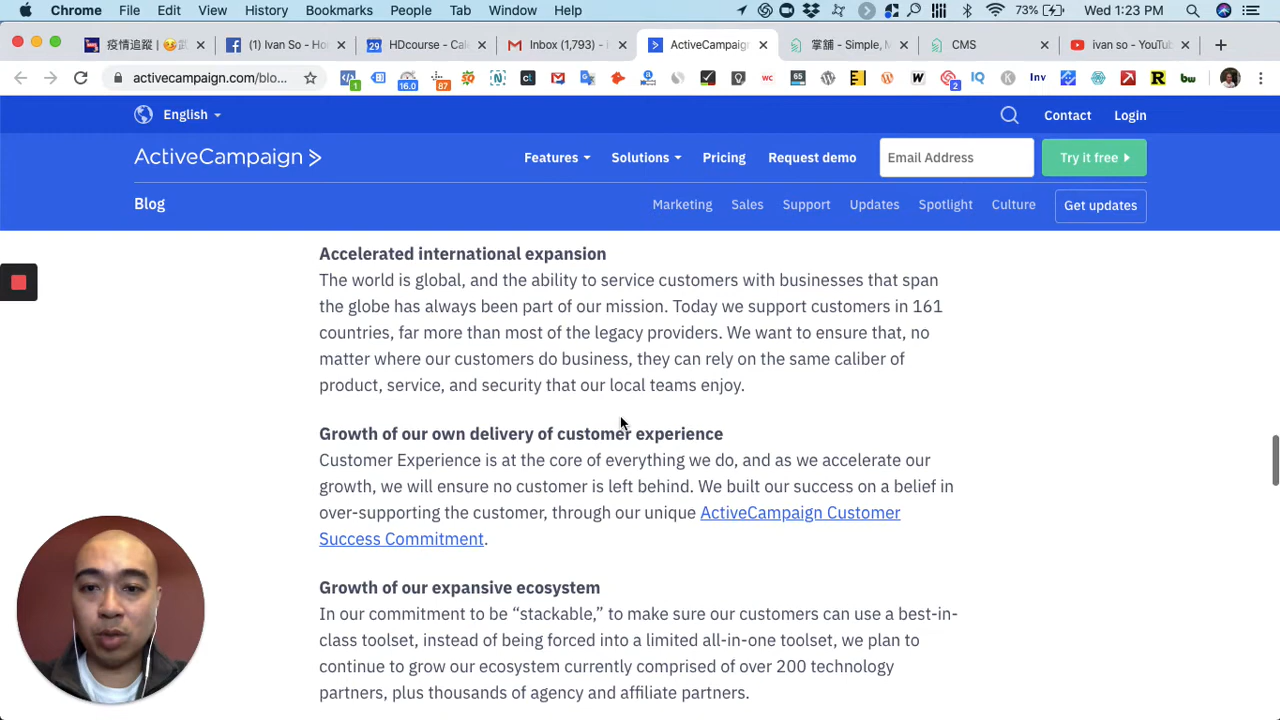 Chrome File Edit View History Bookmarks People Tab Window Help 73% Wed 1:23 PM
疫情追蹤 | (1) Ivan So - Ho HDcourse - Cale Inbox (1,793) - i ActiveCampaign 掌舖 - Simple, M CMS ivan so - YouTu
activecampaign.com/blo...
English Contact Login
ActiveCampaign > Features Solutions Pricing Request demo Email Address Try it free
Blog Marketing Sales Support Updates Spotlight Culture Get updates
Accelerated international expansion
The world is global, and the ability to service customers with businesses that span
the globe has always been part of our mission. Today we support customers in 161
countries, far more than most of the legacy providers. We want to ensure that, no
matter where our customers do business, they can rely on the same caliber of
product, service, and security that our local teams enjoy.
Growth of our own delivery of customer experience
Customer Experience is at the core of everything we do, and as we accelerate our
growth, we will ensure no customer is left behind. We built our success on a belief in
over-supporting the customer, through our unique ActiveCampaign Customer
Success Commitment.
Growth of our expansive ecosystem
In our commitment to be “stackable,” to make sure our customers can use a best-in-
class toolset, instead of being forced into a limited all-in-one toolset, we plan to
continue to grow our ecosystem currently comprised of over 200 technology
partners, plus thousands of agency and affiliate partners.